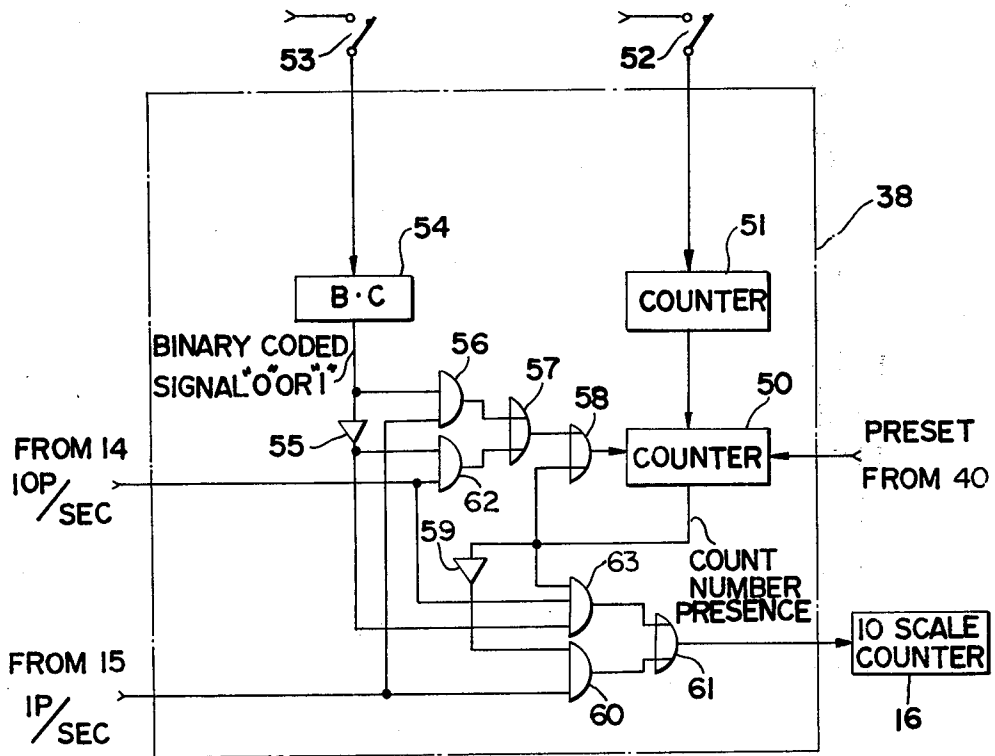 53
52
38
54
B·C
51
COUNTER
BINARY CODED
SIGNAL "0" OR "1"
56
57
58
50
COUNTER
PRESET
FROM 40
55
62
FROM 14
10P/SEC
59
63
COUNT
NUMBER
PRESENCE
61
60
FROM 15
1P/SEC
10 SCALE
COUNTER
16